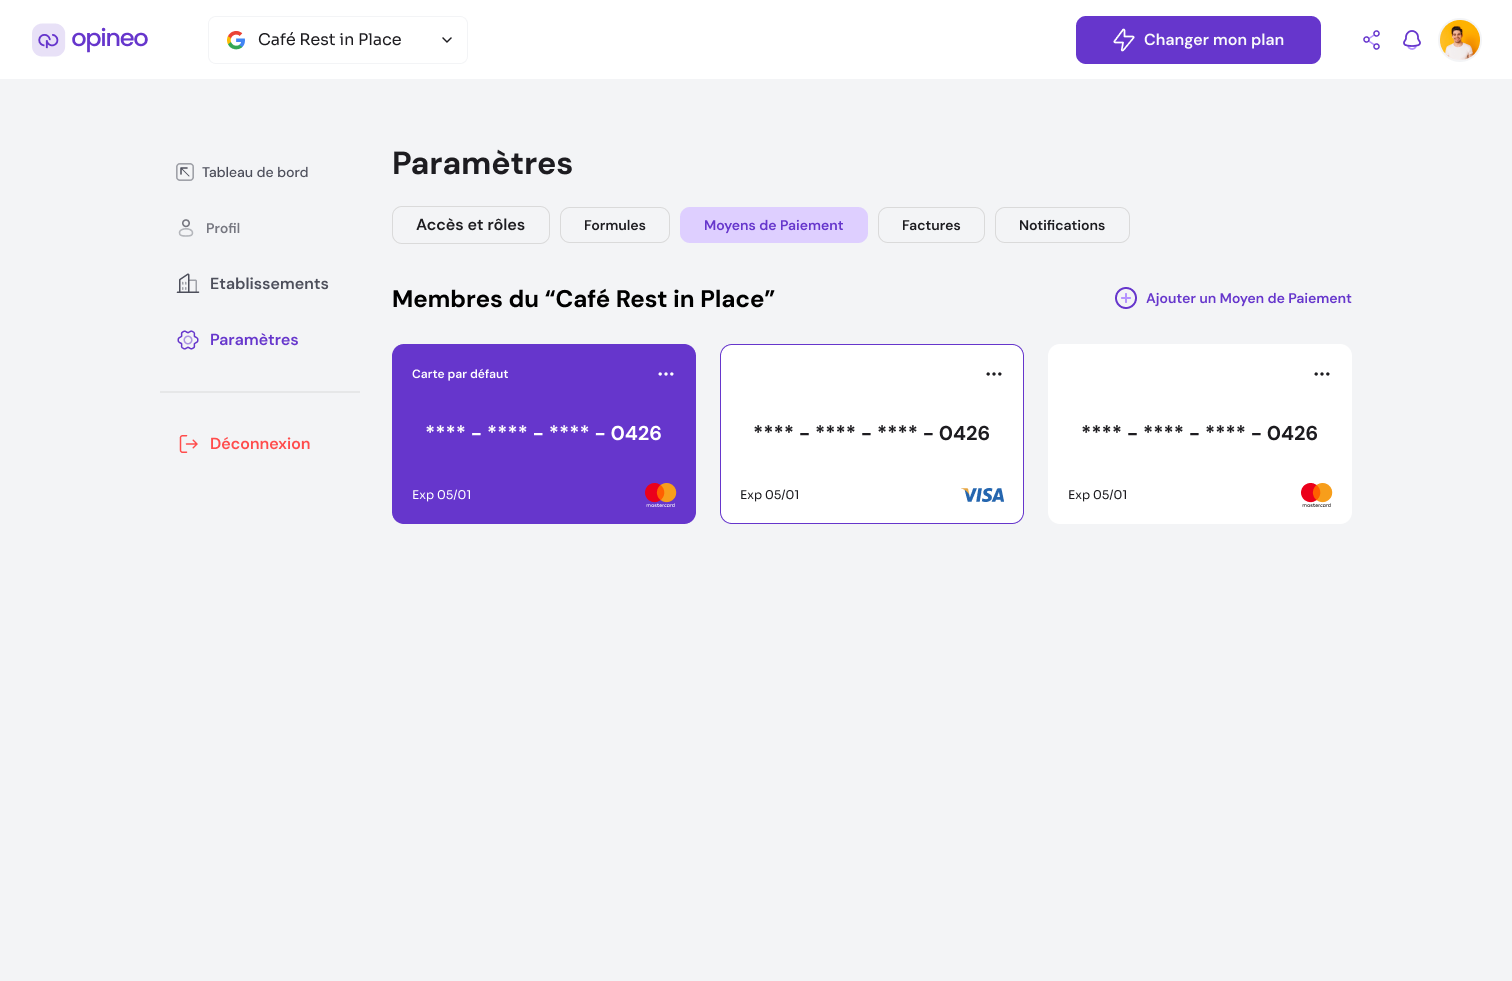 opineo
Café Rest in Place
Changer mon plan
Tableau de bord
Profil
Etablissements
Paramètres
Déconnexion
Paramètres
Accès et rôles
Formules
Moyens de Paiement
Factures
Notifications
Membres du “Café Rest in Place”
Ajouter un Moyen de Paiement
Carte par défaut
**** - **** - **** - 0426
Exp 05/01
mastercard
**** - **** - **** - 0426
Exp 05/01
VISA
**** - **** - **** - 0426
Exp 05/01
mastercard